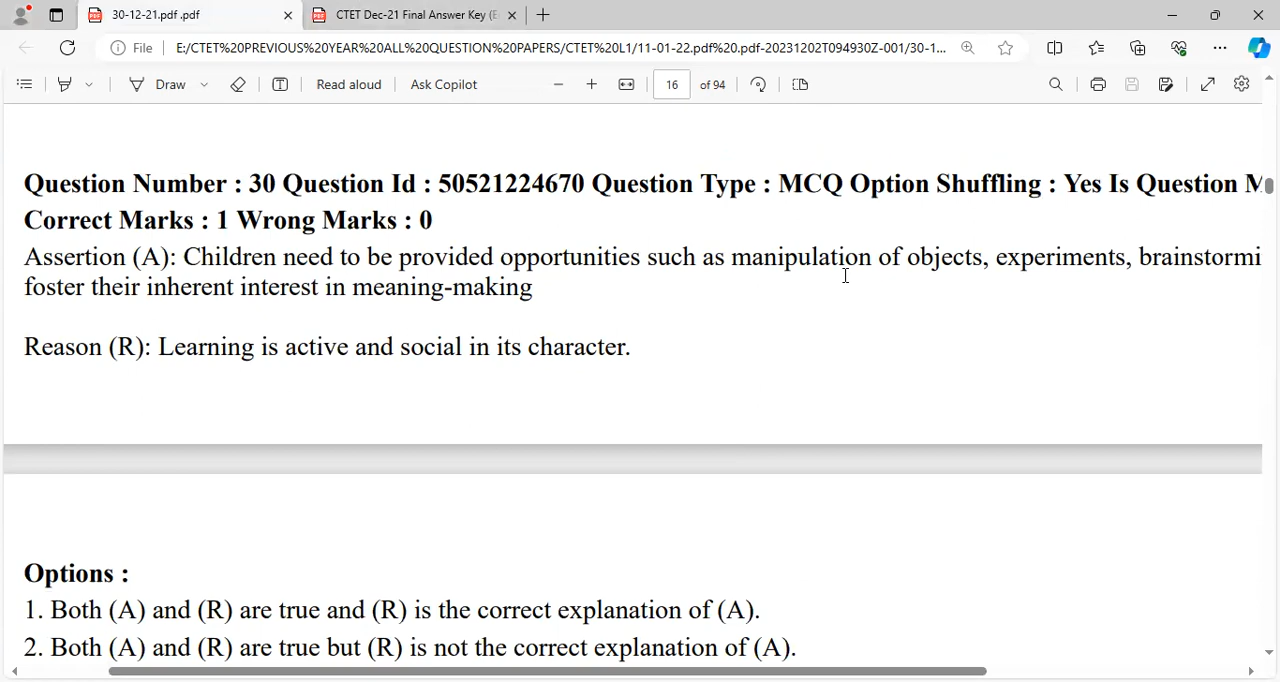 30-12-21.pdf .pdf
CTET Dec-21 Final Answer Key (E
File
E:/CTET%20PREVIOUS%20YEAR%20ALL%20QUESTION%20PAPERS/CTET%20L1/11-01-22.pdf%20.pdf-20231202T094930Z-001/30-1...
Draw
Read aloud
Ask Copilot
16 of 94
Question Number : 30 Question Id : 50521224670 Question Type : MCQ Option Shuffling : Yes Is Question M
Correct Marks : 1 Wrong Marks : 0
Assertion (A): Children need to be provided opportunities such as manipulation of objects, experiments, brainstormi
foster their inherent interest in meaning-making
Reason (R): Learning is active and social in its character.
Options :
1. Both (A) and (R) are true and (R) is the correct explanation of (A).
2. Both (A) and (R) are true but (R) is not the correct explanation of (A).